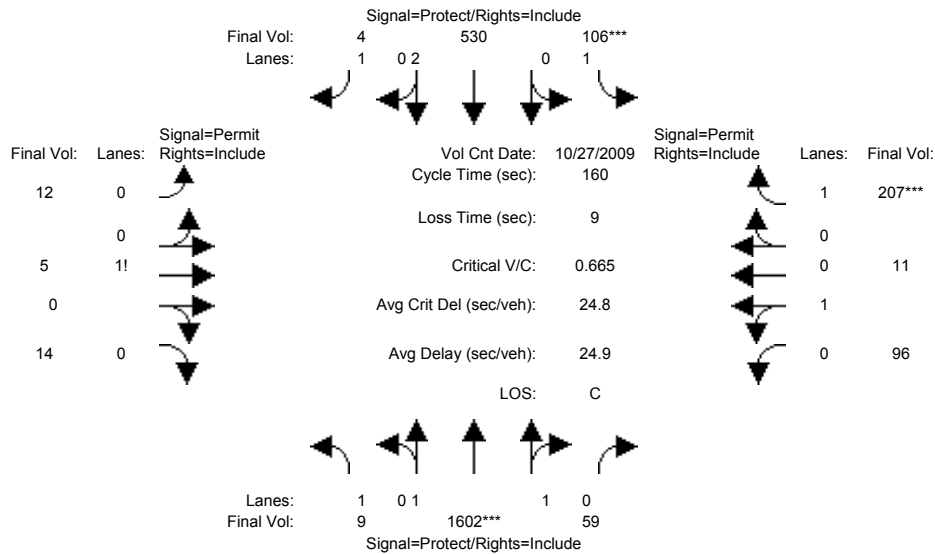 Signal=Protect/Rights=Include
Final Vol: 4 530 106***
Lanes: 1 0 2 0 1
Signal=Permit
Final Vol: Lanes: Rights=Include
Vol Cnt Date: 10/27/2009
Signal=Permit
Rights=Include Lanes: Final Vol:
Cycle Time (sec): 160
12 0
1 207***
Loss Time (sec): 9
0
0
5 1!
Critical V/C: 0.665
0 11
0
Avg Crit Del (sec/veh): 24.8
1
14 0
Avg Delay (sec/veh): 24.9
0 96
LOS: C
Lanes: 1 0 1 1 0
Final Vol: 9 1602*** 59
Signal=Protect/Rights=Include